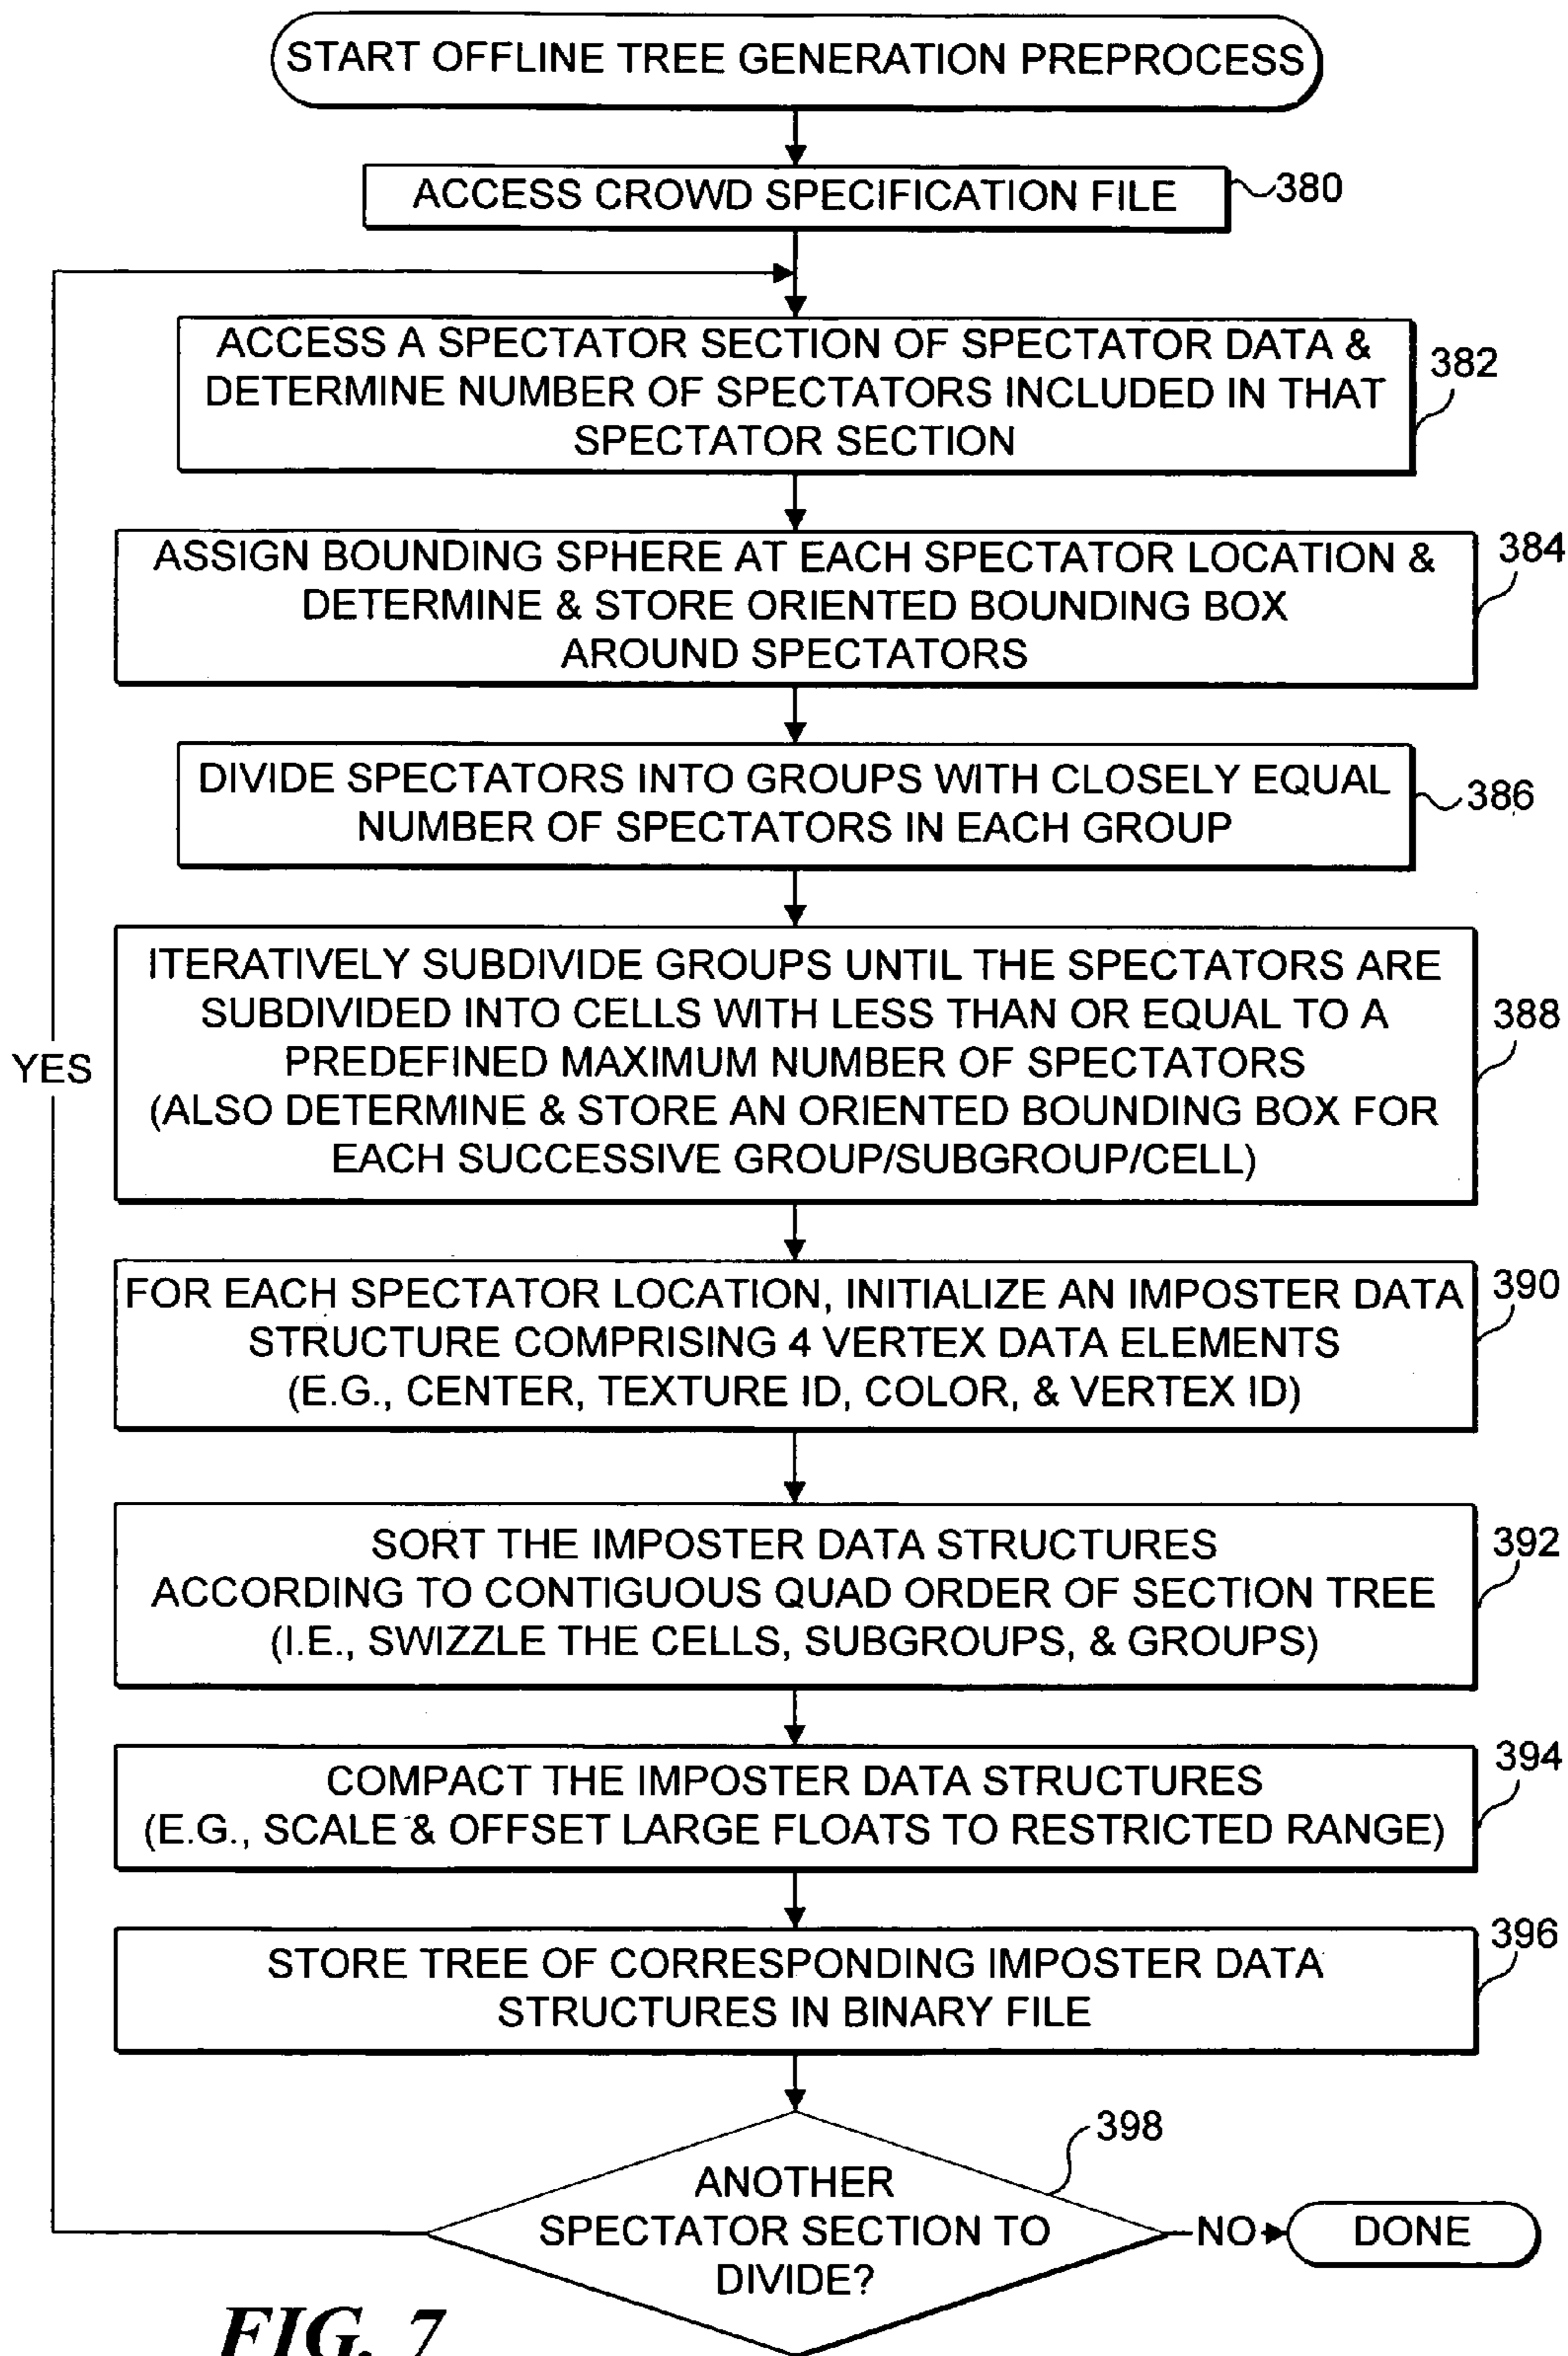 START OFFLINE TREE GENERATION PREPROCESS
ACCESS CROWD SPECIFICATION FILE
380
ACCESS A SPECTATOR SECTION OF SPECTATOR DATA &
DETERMINE NUMBER OF SPECTATORS INCLUDED IN THAT
SPECTATOR SECTION
382
ASSIGN BOUNDING SPHERE AT EACH SPECTATOR LOCATION &
DETERMINE & STORE ORIENTED BOUNDING BOX
AROUND SPECTATORS
384
DIVIDE SPECTATORS INTO GROUPS WITH CLOSELY EQUAL
NUMBER OF SPECTATORS IN EACH GROUP
386
ITERATIVELY SUBDIVIDE GROUPS UNTIL THE SPECTATORS ARE
SUBDIVIDED INTO CELLS WITH LESS THAN OR EQUAL TO A
PREDEFINED MAXIMUM NUMBER OF SPECTATORS
(ALSO DETERMINE & STORE AN ORIENTED BOUNDING BOX FOR
EACH SUCCESSIVE GROUP/SUBGROUP/CELL)
388
YES
FOR EACH SPECTATOR LOCATION, INITIALIZE AN IMPOSTER DATA
STRUCTURE COMPRISING 4 VERTEX DATA ELEMENTS
(E.G., CENTER, TEXTURE ID, COLOR, & VERTEX ID)
390
SORT THE IMPOSTER DATA STRUCTURES
ACCORDING TO CONTIGUOUS QUAD ORDER OF SECTION TREE
(I.E., SWIZZLE THE CELLS, SUBGROUPS, & GROUPS)
392
COMPACT THE IMPOSTER DATA STRUCTURES
(E.G., SCALE & OFFSET LARGE FLOATS TO RESTRICTED RANGE)
394
STORE TREE OF CORRESPONDING IMPOSTER DATA
STRUCTURES IN BINARY FILE
396
398
ANOTHER
SPECTATOR SECTION TO
DIVIDE?
NO
DONE
FIG. 7